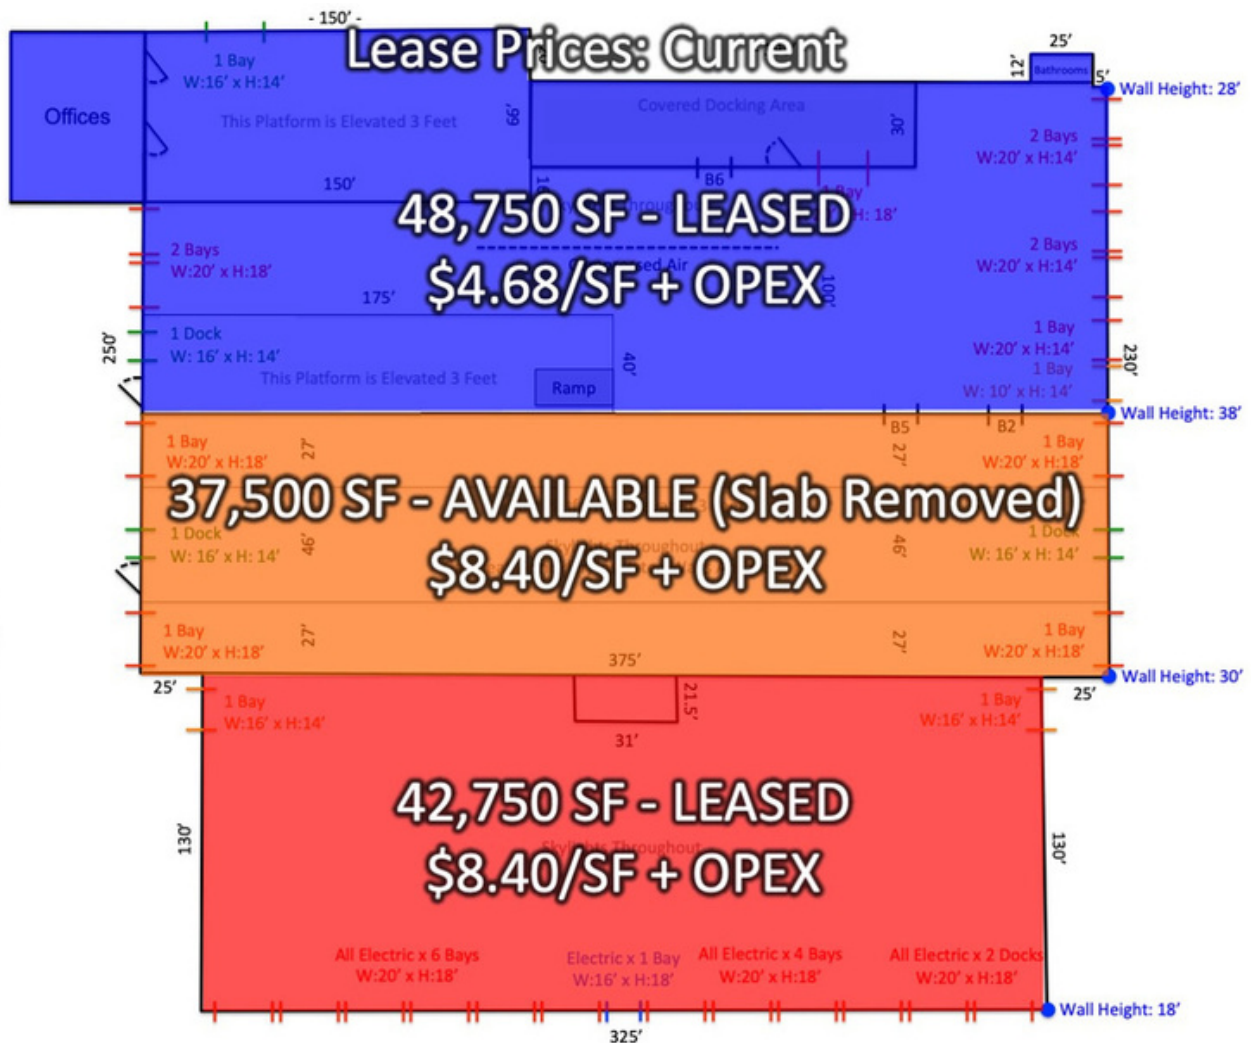 - 150' -
Lease Prices: Current
25'
12'
Bathrooms
5'
Wall Height: 28'
1 Bay
W:16' x H:14'
Offices
This Platform is Elevated 3 Feet
66'
Covered Docking Area
30'
2 Bays
W:20' x H:14'
150'
B6
1 Bay
H: 18'
48,750 SF - LEASED
2 Bays
W:20' x H:18'
2 Bays
W:20' x H:14'
$4.68/SF + OPEX
100'
175'
1 Dock
W: 16' x H: 14'
1 Bay
W:20' x H:14'
250'
40'
230'
This Platform is Elevated 3 Feet
Ramp
1 Bay
W: 10' x H: 14'
Wall Height: 38'
B5
B2
1 Bay
W:20' x H:18'
27'
27'
1 Bay
W:20' x H:18'
37,500 SF - AVAILABLE (Slab Removed)
1 Dock
W: 16' x H: 14'
46'
Skylights Throughout
46'
1 Dock
W: 16' x H: 14'
$8.40/SF + OPEX
1 Bay
W:20' x H:18'
27'
375'
27'
1 Bay
W:20' x H:18'
Wall Height: 30'
25'
25'
1 Bay
W:16' x H:14'
21.5'
31'
1 Bay
W:16' x H:14'
42,750 SF - LEASED
130'
Skylights Throughout
130'
$8.40/SF + OPEX
All Electric x 6 Bays
W:20' x H:18'
Electric x 1 Bay
W:16' x H:18'
All Electric x 4 Bays
W:20' x H:18'
All Electric x 2 Docks
W:20' x H:18'
Wall Height: 18'
325'